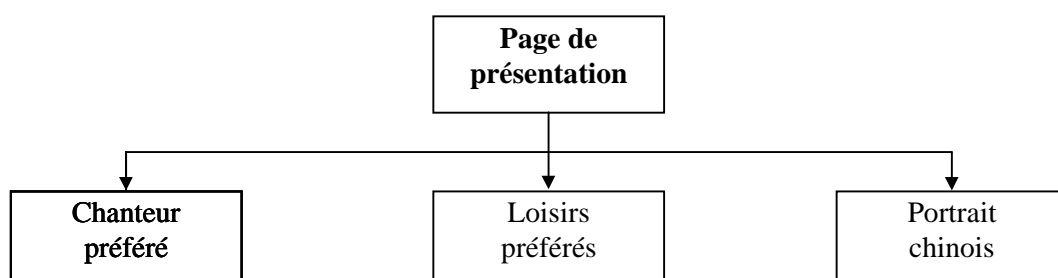 Page de
présentation
Chanteur
préféré
Loisirs
préférés
Portrait
chinois